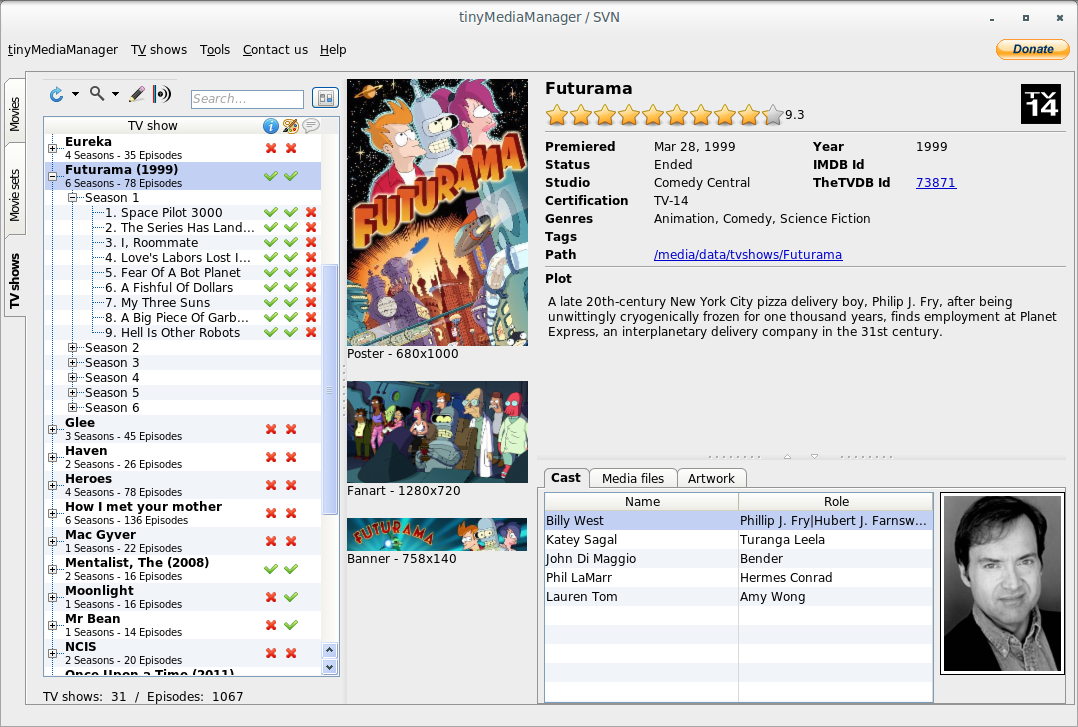 tinyMediaManager / SVN
tinyMediaManager TV shows Tools Contact us Help
Donate
Movies
Movie sets
TV shows
Search...
TV show
Eureka
4 Seasons - 35 Episodes
Futurama (1999)
6 Seasons - 78 Episodes
Season 1
1. Space Pilot 3000
2. The Series Has Land...
3. I, Roommate
4. Love's Labors Lost I...
5. Fear Of A Bot Planet
6. A Fishful Of Dollars
7. My Three Suns
8. A Big Piece Of Garb...
9. Hell Is Other Robots
Season 2
Season 3
Season 4
Season 5
Season 6
Glee
3 Seasons - 45 Episodes
Haven
2 Seasons - 26 Episodes
Heroes
4 Seasons - 78 Episodes
How I met your mother
6 Seasons - 136 Episodes
Mac Gyver
1 Seasons - 22 Episodes
Mentalist, The (2008)
2 Seasons - 16 Episodes
Moonlight
1 Seasons - 16 Episodes
Mr Bean
1 Seasons - 14 Episodes
NCIS
2 Seasons - 20 Episodes
Once Upon a Time (2011)
TV shows: 31 / Episodes: 1067
FUTURAMA
Poster - 680x1000
Fanart - 1280x720
FUTURAMA
Banner - 758x140
Futurama
9.3
TV
14
Premiered Mar 28, 1999 Year 1999
Status Ended IMDB Id
Studio Comedy Central TheTVDB Id 73871
Certification TV-14
Genres Animation, Comedy, Science Fiction
Tags
Path /media/data/tvshows/Futurama
Plot
A late 20th-century New York City pizza delivery boy, Philip J. Fry, after being
unwittingly cryogenically frozen for one thousand years, finds employment at Planet
Express, an interplanetary delivery company in the 31st century.
Cast Media files Artwork
Name Role
Billy West Phillip J. Fry|Hubert J. Farnsw...
Katey Sagal Turanga Leela
John Di Maggio Bender
Phil LaMarr Hermes Conrad
Lauren Tom Amy Wong